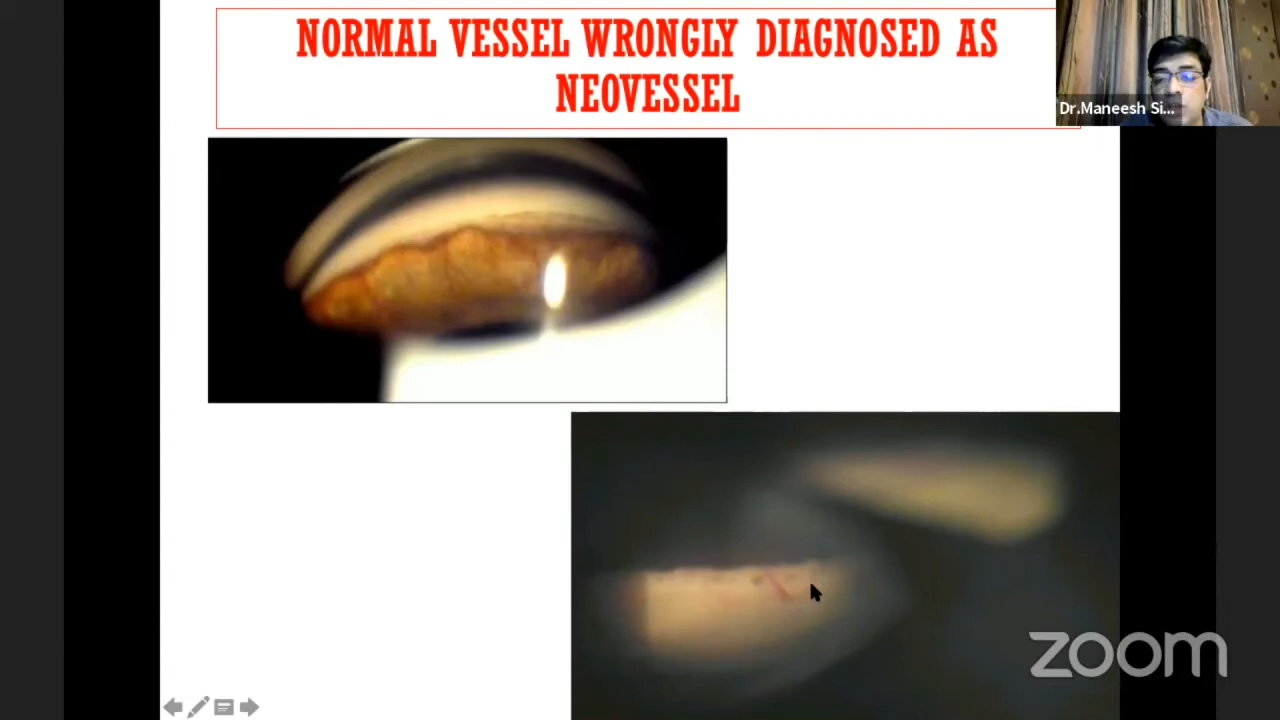 NORMAL VESSEL WRONGLY DIAGNOSED AS
NEOVESSEL
Dr.Maneesh Si...
zoom